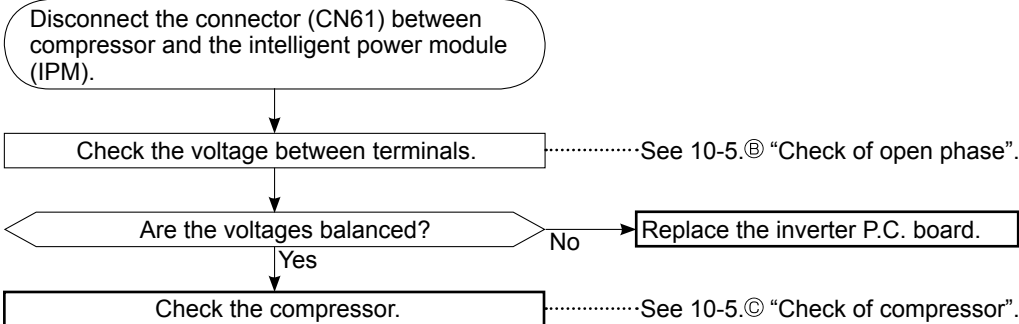 Disconnect the connector (CN61) between
compressor and the intelligent power module
(IPM).
Check the voltage between terminals.
See 10-5.Ⓑ “Check of open phase”.
Are the voltages balanced?
No
Replace the inverter P.C. board.
Yes
Check the compressor.
See 10-5.Ⓒ “Check of compressor”.